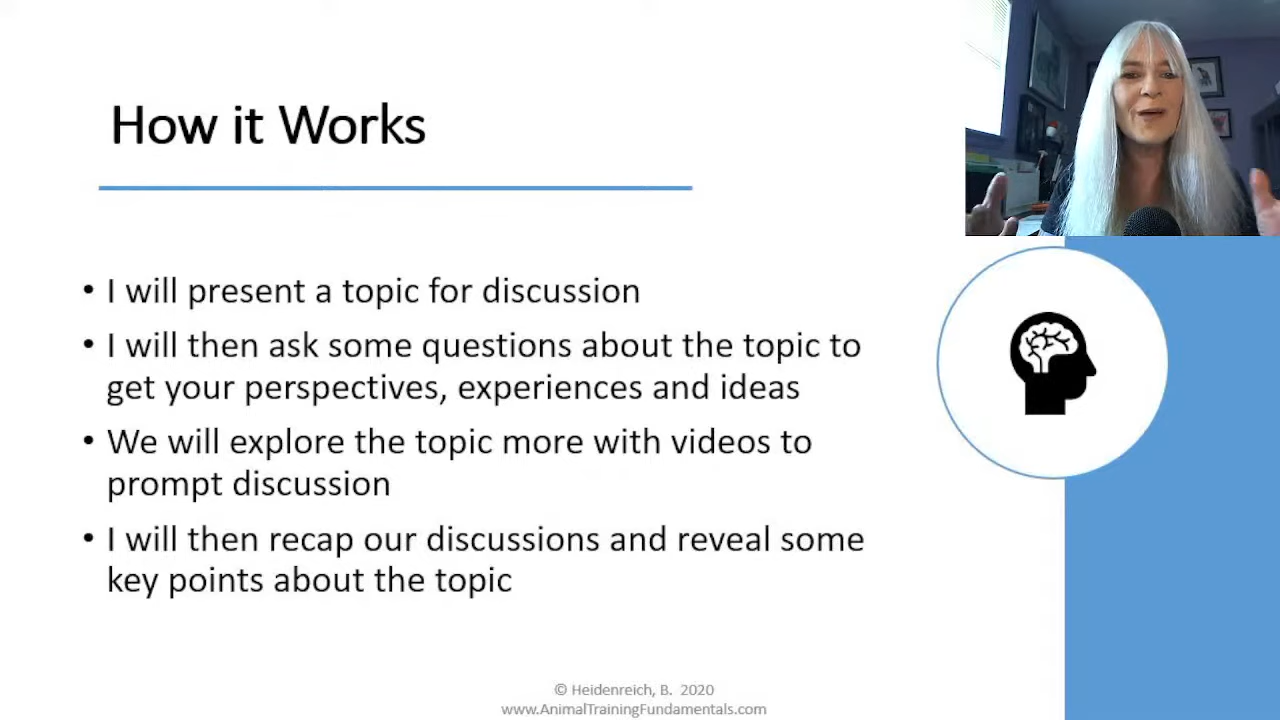 How it Works
• I will present a topic for discussion
• I will then ask some questions about the topic to
get your perspectives, experiences and ideas
• We will explore the topic more with videos to
prompt discussion
• I will then recap our discussions and reveal some
key points about the topic
© Heidenreich, B. 2020
www.AnimalTrainingFundamentals.com